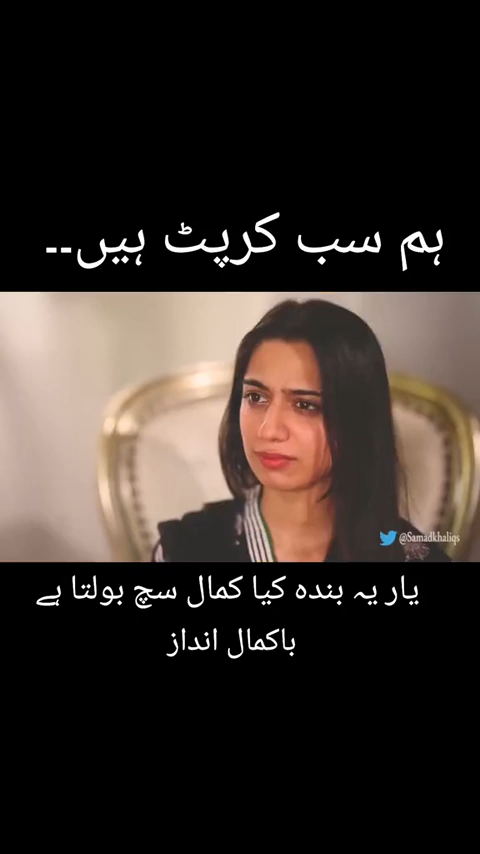 ہم سب کرپٹ ہیں--
@Samadkhaliqs
یار یہ بندہ کیا کمال سچ بولتا ہے
باکمال انداز